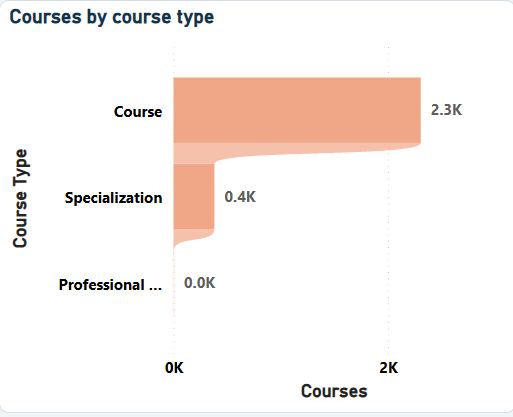 Courses by course type
Course Type
Course
2.3K
Specialization
0.4K
Professional ...
0.0K
0K
2K
Courses